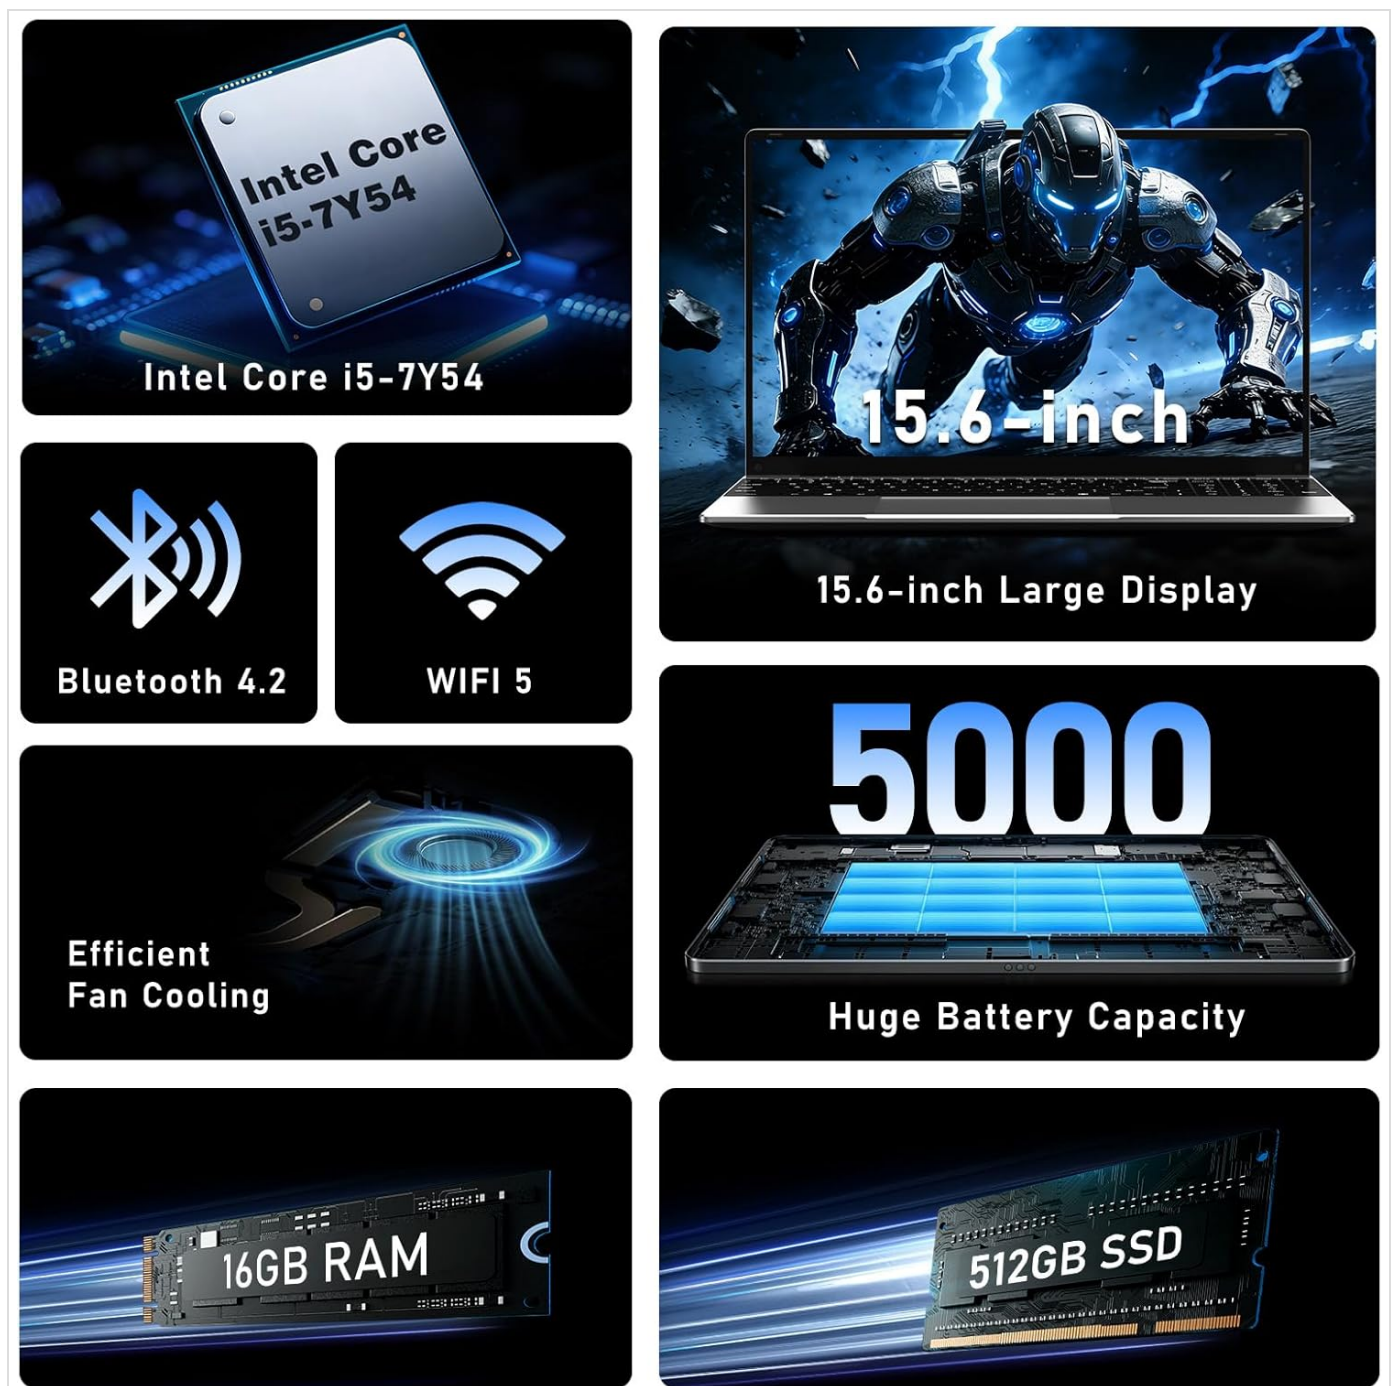 Intel Core
i5-7Y54
Intel Core i5-7Y54
15.6-inch
15.6-inch Large Display
Bluetooth 4.2
WIFI 5
5000
Huge Battery Capacity
Efficient
Fan Cooling
16GB RAM
512GB SSD